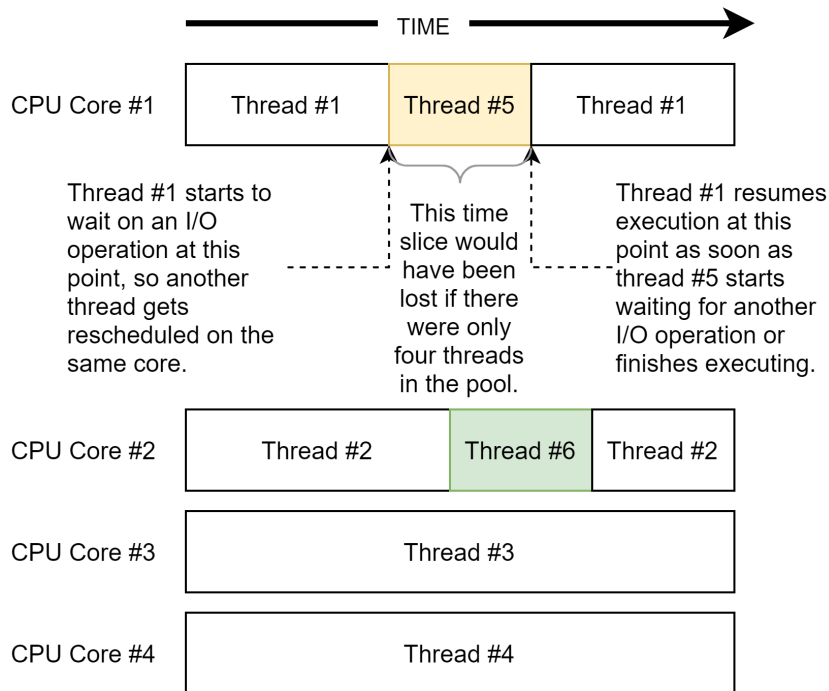 TIME
CPU Core #1
Thread #1
Thread #5
Thread #1
Thread #1 starts to
wait on an I/O
operation at this
point, so another
thread gets
rescheduled on the
same core.
This time
slice would
have been
lost if there
were only
four threads
in the pool.
Thread #1 resumes
execution at this
point as soon as
thread #5 starts
waiting for another
I/O operation or
finishes executing.
CPU Core #2
Thread #2
Thread #6
Thread #2
CPU Core #3
Thread #3
CPU Core #4
Thread #4